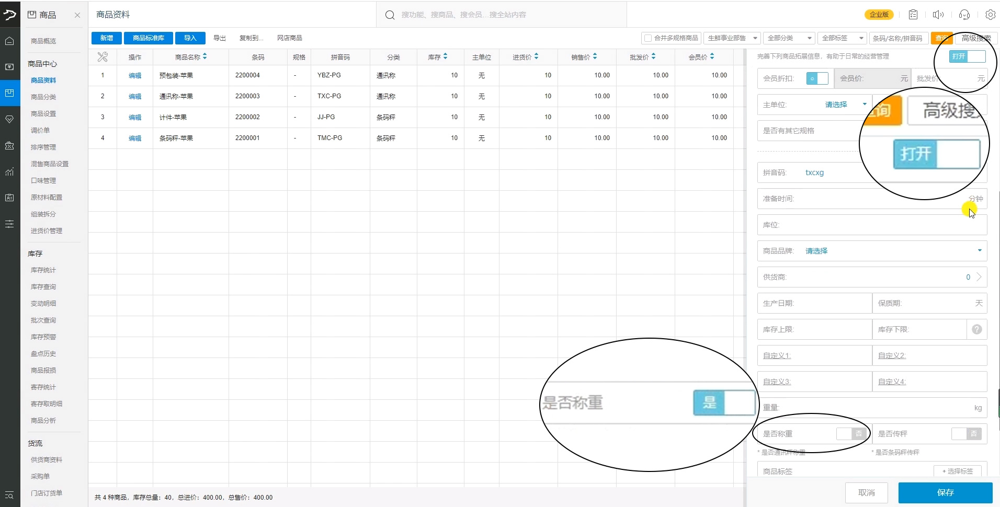 商品
商品资料
搜功能、搜商品、搜会员...搜全站内容
企业版
商品概览
商品中心
商品资料
商品分类
商品设置
调价单
排序管理
混售商品设置
口味管理
原材料配置
组装拆分
进货价管理
库存
库存统计
库存查询
变动明细
批次查询
库存预警
盘点历史
商品报损
寄存统计
寄存取明细
商品分析
货流
供货商资料
采购单
门店订货单
新增 商品标准库 导入 导出 复制到... 网店商品
合并多规格商品 生鲜事业部售 全部分类 全部标签 条码/名称/拼音码 查询 高级搜索
操作 商品名称 条码 规格 拼音码 分类 库存 主单位 进货价 销售价 批发价 会员价
1 编辑 预包装-苹果 2200004 - YBZ-PG 通讯称 10 无 10 10.00 10.00 10.00
2 编辑 通讯称-苹果 2200003 - TXC-PG 通讯称 10 无 10 10.00 10.00 10.00
3 编辑 计件-苹果 2200002 - JJ-PG 条码秤 10 无 10 10.00 10.00 10.00
4 编辑 条码秤-苹果 2200001 - TMC-PG 条码秤 10 无 10 10.00 10.00 10.00
共 4 种商品，库存总量：40，总进价：400.00，总售价：400.00
完善下列商品拓展信息，有助于日常的经营管理
打开
会员折扣: 会员价: 元 批发价: 元
主单位: 请选择
询 高级搜
是否有其它规格
打开
拼音码: txcxg
准备时间: 分钟
库位:
商品品牌: 请选择
供货商: 0
生产日期: 保质期: 天
库存上限: 库存下限: ?
自定义1: 自定义2:
自定义3: 自定义4:
是否称重 是
重量: kg
是否称重 否 是否传秤 否
* 是否通讯秤称重 * 是否条码秤传秤
商品标签 + 选择标签
取消 保存